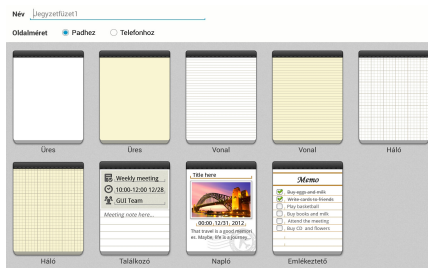 Név Jegyzetfüzet1
Oldalméret Padhez Telefonhoz
Üres Üres Vonal Vonal Háló
Weekly meeting
10:00-12:00 12/28
GUI Team
Meeting note here...
Title here
00:00, 12/31, 2012
That travel is a good memori
es. Maybe, life is a journey.
Memo
Buy eggs and milk
Write cards to friends
Play basketball
Buy books and milk
Attend the meeting
Buy CD and flowers
Háló Találkozó Napló Emlékeztető